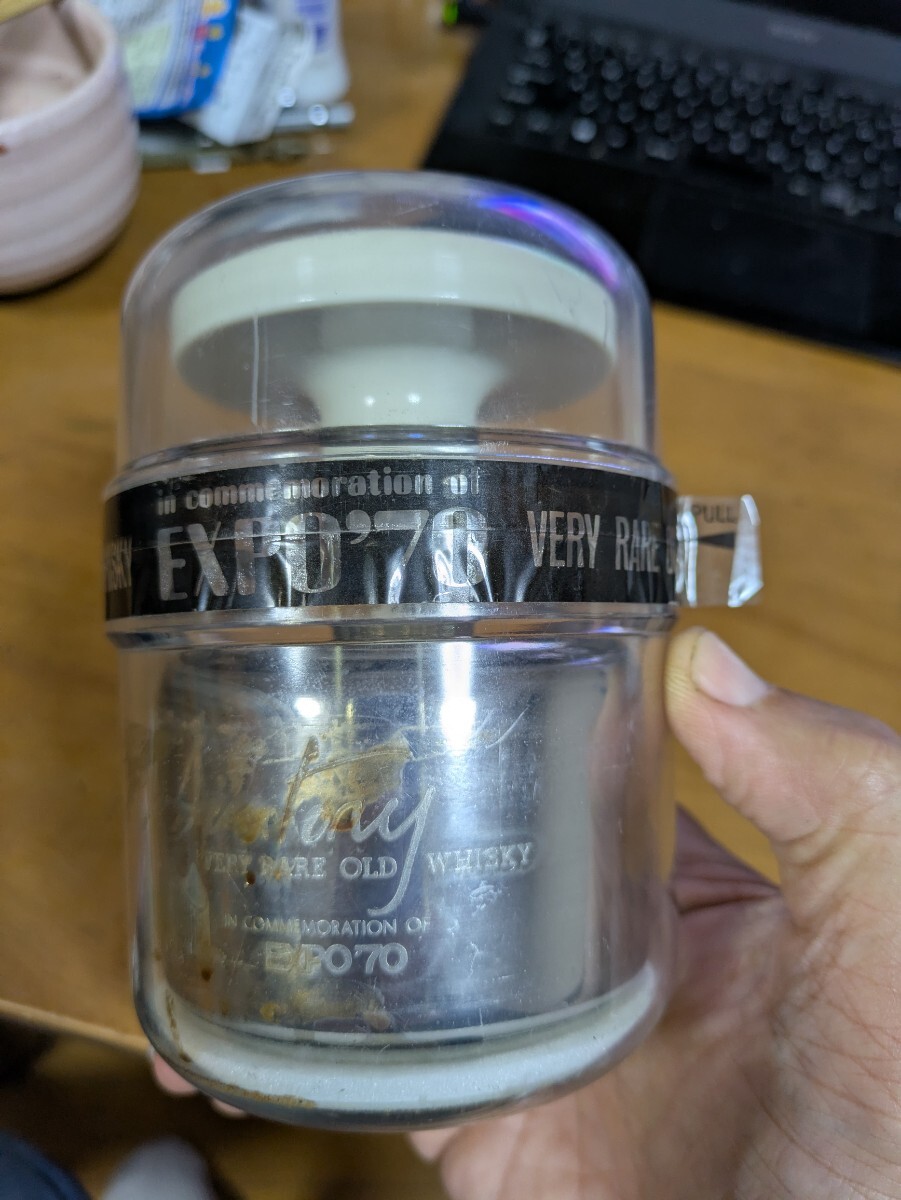 in commemoration of
EXPO'70
VERY RARE
PULL
VERY RARE OLD WHISKY
IN COMMEMORATION OF
EXPO'70